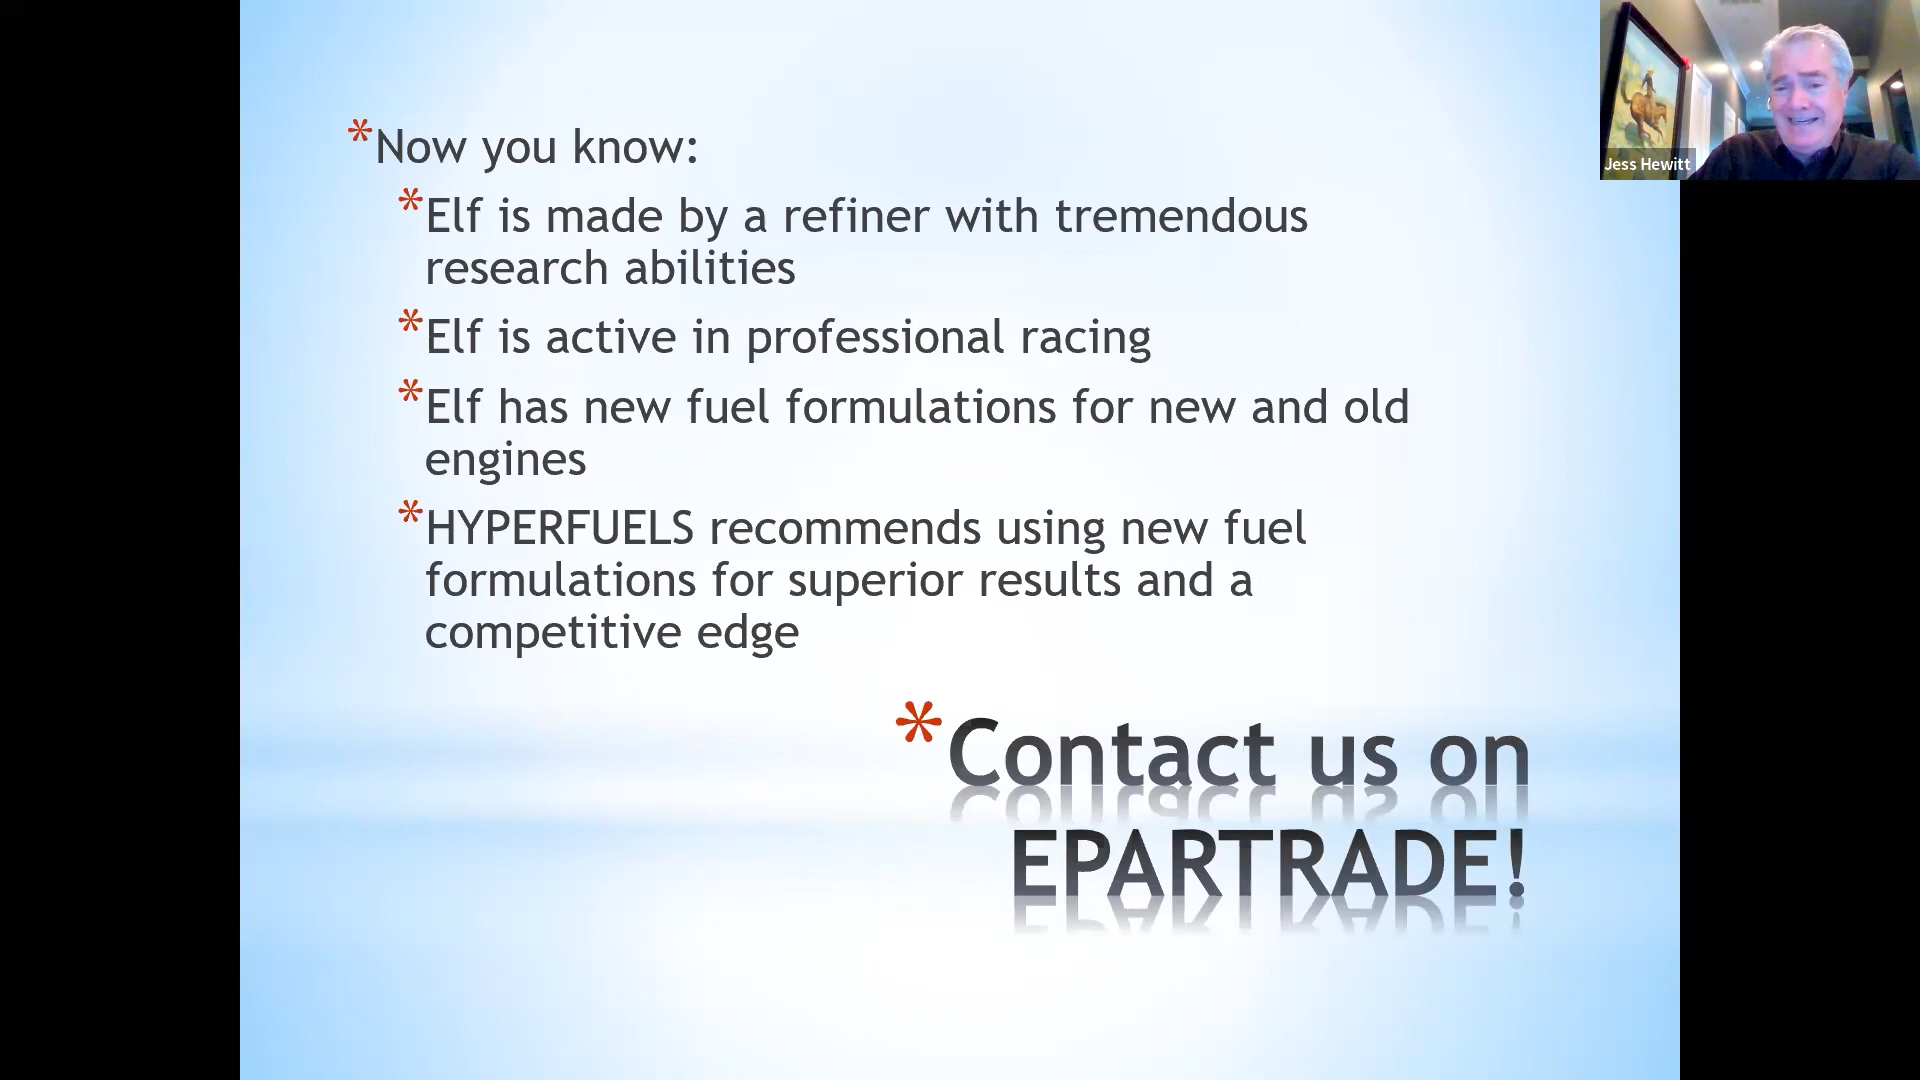 *Now you know:
*Elf is made by a refiner with tremendous
research abilities
*Elf is active in professional racing
*Elf has new fuel formulations for new and old
engines
*HYPERFUELS recommends using new fuel
formulations for superior results and a
competitive edge
*Contact us on
EPARTRADE!
Jess Hewitt